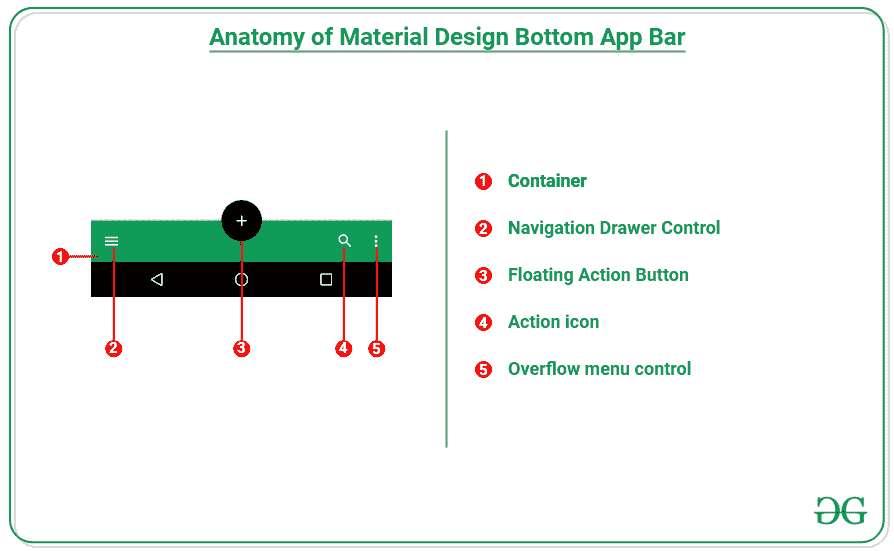 Anatomy of Material Design Bottom App Bar
1 Container
2 Navigation Drawer Control
3 Floating Action Button
4 Action icon
5 Overflow menu control
1
2 3 4 5
GG